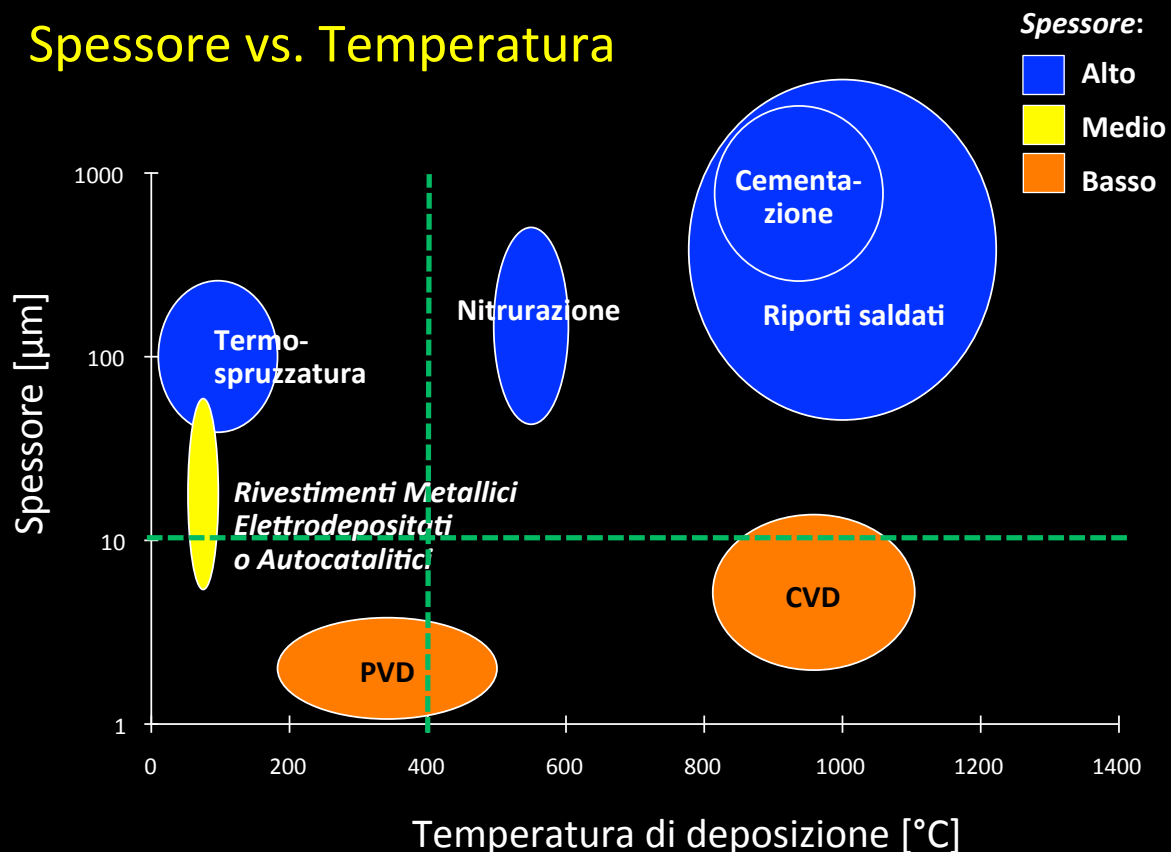 Spessore vs. Temperatura
Spessore:
Alto
Medio
Basso
Spessore [µm]
1000
100
10
1
Cementa-
zione
Riporti saldati
Nitrurazione
Termo-
spruzzatura
Rivestimenti Metallici
Elettrodepositati
o Autocatalitici
CVD
PVD
0
200
400
600
800
1000
1200
1400
Temperatura di deposizione [°C]